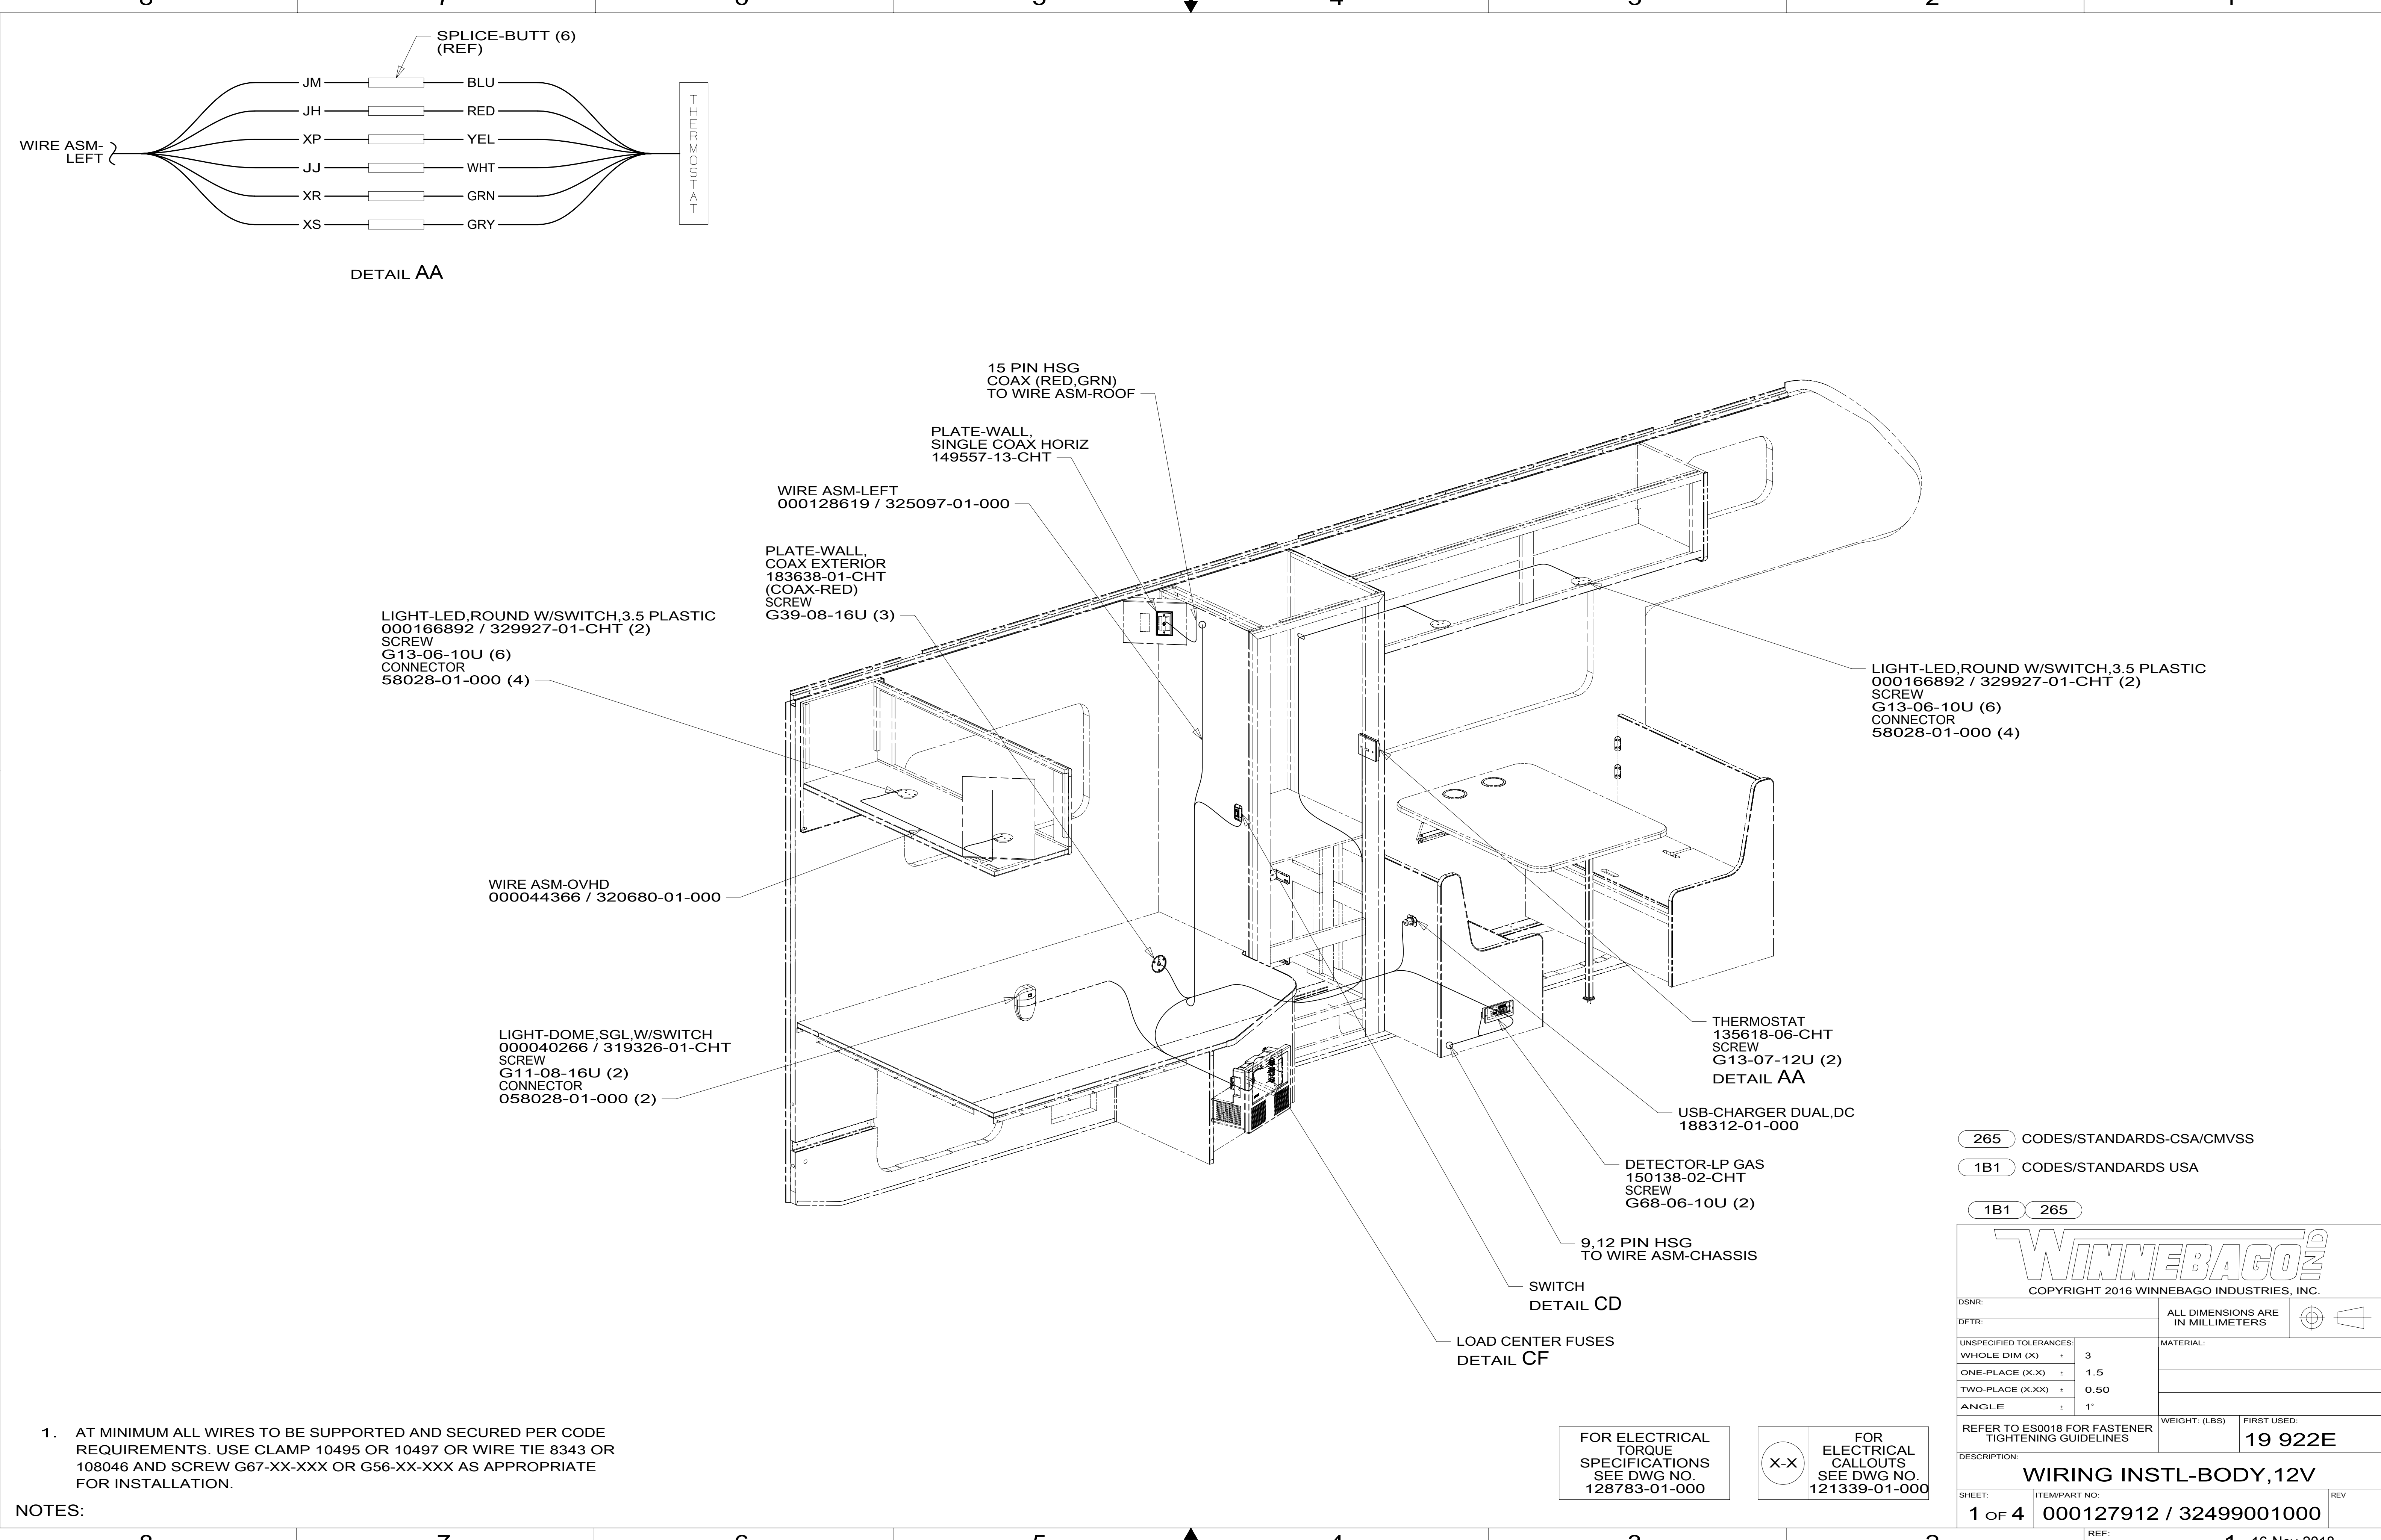 SPLICE-BUTT (6)
(REF)
JM BLU
JH RED
XP YEL
JJ WHT
XR GRN
XS GRY
WIRE ASM-
LEFT
THERMOSTAT
DETAIL AA
15 PIN HSG
COAX (RED,GRN)
TO WIRE ASM-ROOF
PLATE-WALL,
SINGLE COAX HORIZ
149557-13-CHT
WIRE ASM-LEFT
000128619 / 325097-01-000
PLATE-WALL,
COAX EXTERIOR
183638-01-CHT
(COAX-RED)
SCREW
G39-08-16U (3)
LIGHT-LED,ROUND W/SWITCH,3.5 PLASTIC
000166892 / 329927-01-CHT (2)
SCREW
G13-06-10U (6)
CONNECTOR
58028-01-000 (4)
LIGHT-LED,ROUND W/SWITCH,3.5 PLASTIC
000166892 / 329927-01-CHT (2)
SCREW
G13-06-10U (6)
CONNECTOR
58028-01-000 (4)
WIRE ASM-OVHD
000044366 / 320680-01-000
LIGHT-DOME,SGL,W/SWITCH
000040266 / 319326-01-CHT
SCREW
G11-08-16U (2)
CONNECTOR
058028-01-000 (2)
THERMOSTAT
135618-06-CHT
SCREW
G13-07-12U (2)
DETAIL AA
USB-CHARGER DUAL,DC
188312-01-000
DETECTOR-LP GAS
150138-02-CHT
SCREW
G68-06-10U (2)
9,12 PIN HSG
TO WIRE ASM-CHASSIS
SWITCH
DETAIL CD
LOAD CENTER FUSES
DETAIL CF
265 CODES/STANDARDS-CSA/CMVSS
1B1 CODES/STANDARDS USA
1B1 265
WINNEBAGO IND
COPYRIGHT 2016 WINNEBAGO INDUSTRIES, INC.
DSNR:
DFTR:
ALL DIMENSIONS ARE
IN MILLIMETERS
UNSPECIFIED TOLERANCES:
WHOLE DIM (X) ± 3
ONE-PLACE (X.X) ± 1.5
TWO-PLACE (X.XX) ± 0.50
ANGLE ± 1°
MATERIAL:
REFER TO ES0018 FOR FASTENER
TIGHTENING GUIDELINES
WEIGHT: (LBS)
FIRST USED:
19 922E
DESCRIPTION:
WIRING INSTL-BODY,12V
SHEET:
1 OF 4
ITEM/PART NO:
000127912 / 32499001000
REV
REF:
1. AT MINIMUM ALL WIRES TO BE SUPPORTED AND SECURED PER CODE
REQUIREMENTS. USE CLAMP 10495 OR 10497 OR WIRE TIE 8343 OR
108046 AND SCREW G67-XX-XXX OR G56-XX-XXX AS APPROPRIATE
FOR INSTALLATION.
NOTES:
FOR ELECTRICAL
TORQUE
SPECIFICATIONS
SEE DWG NO.
128783-01-000
X-X
FOR
ELECTRICAL
CALLOUTS
SEE DWG NO.
121339-01-000